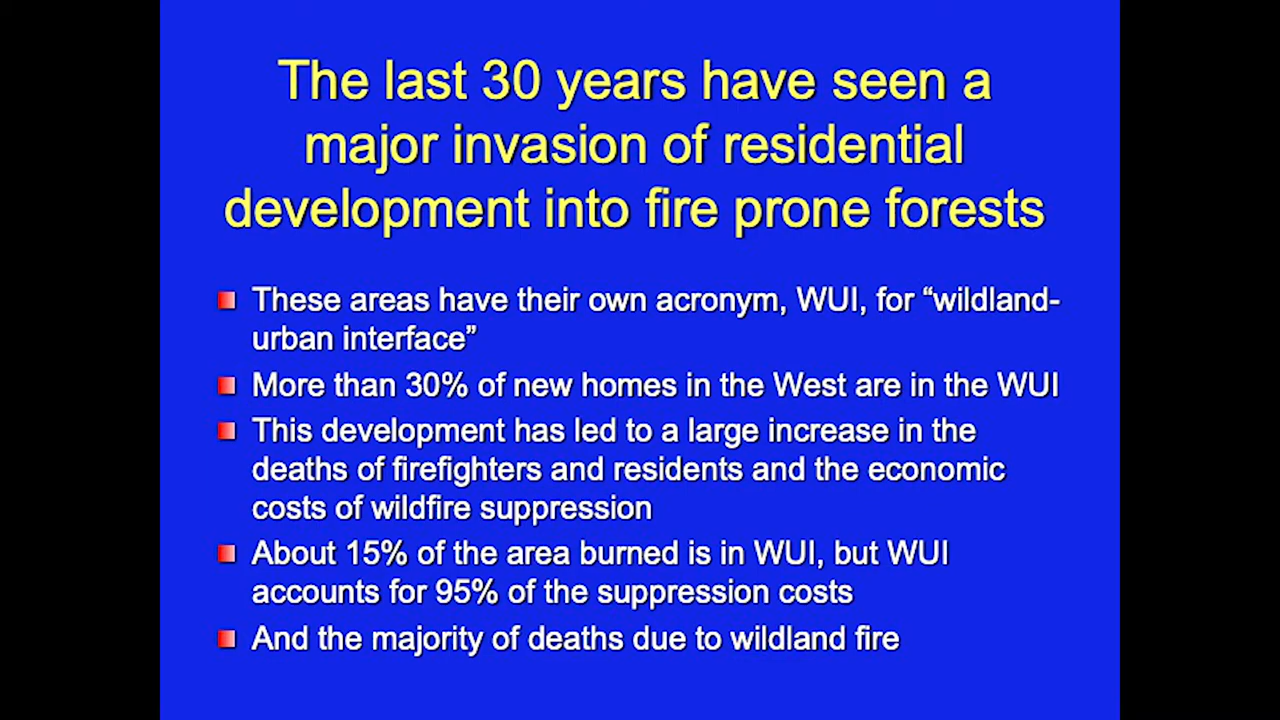 The last 30 years have seen a
major invasion of residential
development into fire prone forests
These areas have their own acronym, WUI, for “wildland-
urban interface”
More than 30% of new homes in the West are in the WUI
This development has led to a large increase in the
deaths of firefighters and residents and the economic
costs of wildfire suppression
About 15% of the area burned is in WUI, but WUI
accounts for 95% of the suppression costs
And the majority of deaths due to wildland fire